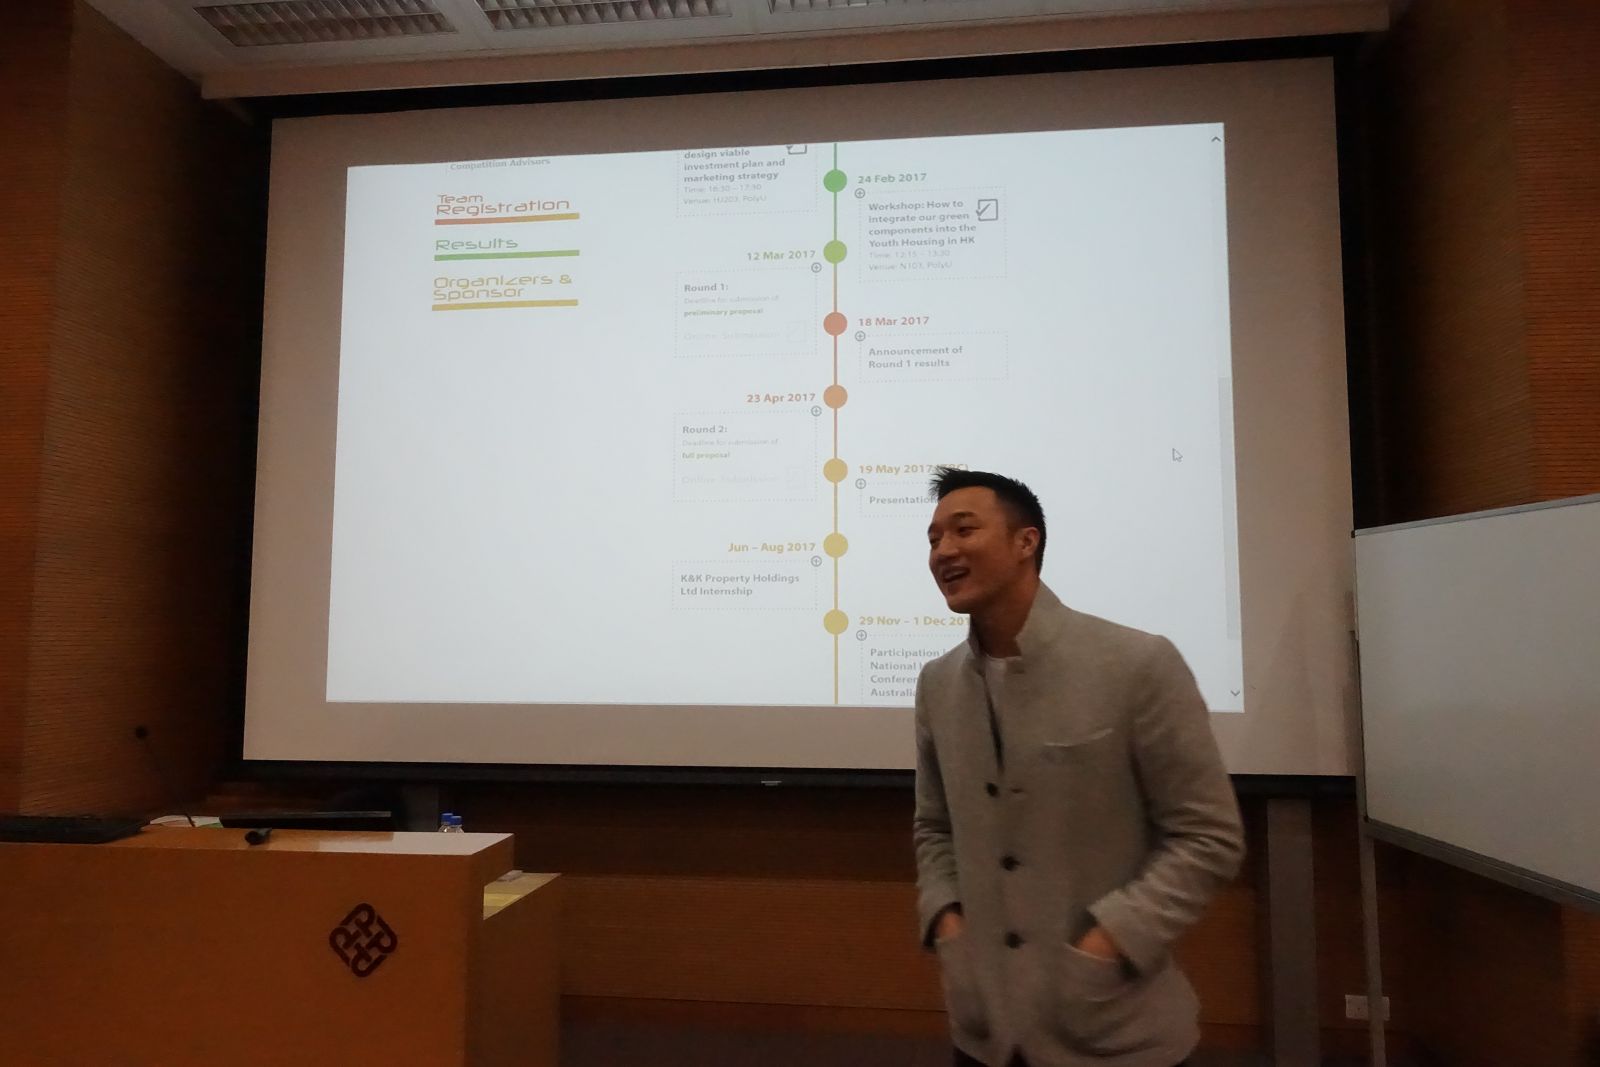 Competition Advisors
Team
Registration
Results
Organizers &
Sponsor
design viable
investment plan and
marketing strategy
Time: 16:30 – 17:30
Venue: HJ203, PolyU
24 Feb 2017
Workshop: How to
integrate our green
components into the
Youth Housing in HK
Time: 12:15 – 13:30
Venue: N103, PolyU
12 Mar 2017
Round 1:
Deadline for submission of
preliminary proposal
Online Submission
18 Mar 2017
Announcement of
Round 1 results
23 Apr 2017
Round 2:
Deadline for submission of
full proposal
Online Submission
19 May 2017
Presentation
Jun – Aug 2017
K&K Property Holdings
Ltd Internship
29 Nov – 1 Dec 201
Participation
National
Conferen
Australia